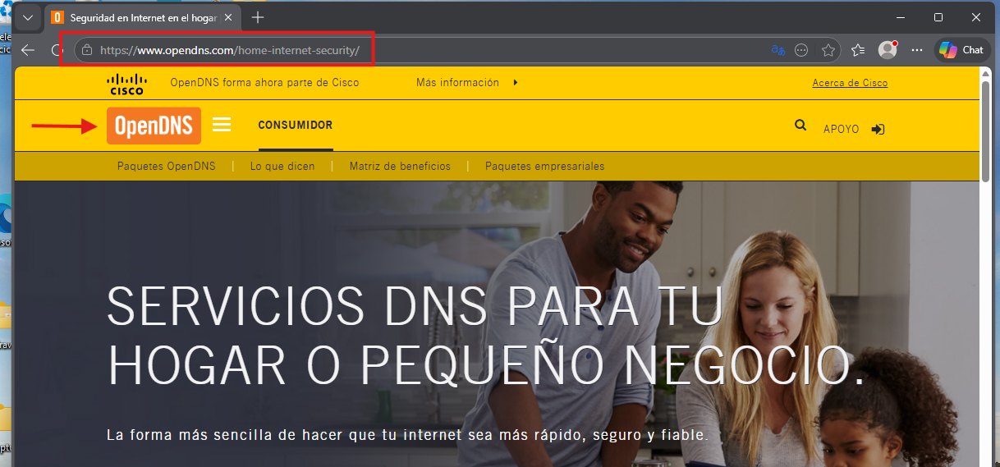 Seguridad en Internet en el hogar
https://www.opendns.com/home-internet-security/
Chat
CISCO
OpenDNS forma ahora parte de Cisco
Más información
Acerca de Cisco
OpenDNS
CONSUMIDOR
APOYO
Paquetes OpenDNS | Lo que dicen | Matriz de beneficios | Paquetes empresariales
SERVICIOS DNS PARA TU
HOGAR O PEQUEÑO NEGOCIO.
La forma más sencilla de hacer que tu internet sea más rápido, seguro y fiable.